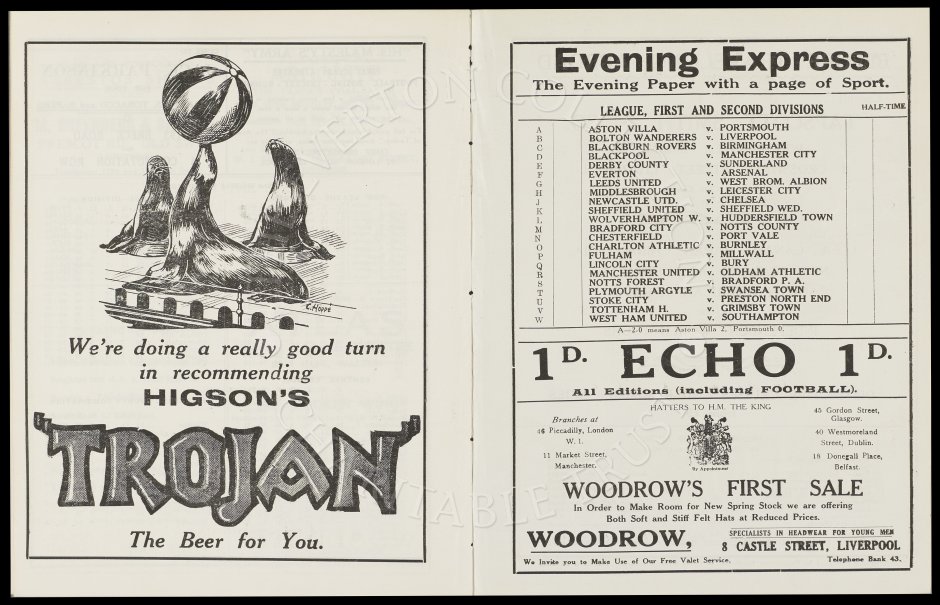 We're doing a really good turn
in recommending
HIGSON'S
"TROJAN"
The Beer for You.
E. Hoppé
Evening Express
The Evening Paper with a page of Sport.
LEAGUE, FIRST AND SECOND DIVISIONS HALF-TIME
A ASTON VILLA v. PORTSMOUTH
B BOLTON WANDERERS v. LIVERPOOL
C BLACKBURN ROVERS v. BIRMINGHAM
D BLACKPOOL v. MANCHESTER CITY
E DERBY COUNTY v. SUNDERLAND
F EVERTON v. ARSENAL
G LEEDS UNITED v. WEST BROM. ALBION
H MIDDLESBROUGH v. LEICESTER CITY
J NEWCASTLE UTD. v. CHELSEA
K SHEFFIELD UNITED v. SHEFFIELD WED.
L WOLVERHAMPTON W. v. HUDDERSFIELD TOWN
M BRADFORD CITY v. NOTTS COUNTY
N CHESTERFIELD v. PORT VALE
O CHARLTON ATHLETIC v. BURNLEY
P FULHAM v. MILLWALL
Q LINCOLN CITY v. BURY
R MANCHESTER UNITED v. OLDHAM ATHLETIC
S NOTTS FOREST v. BRADFORD P. A.
T PLYMOUTH ARGYLE v. SWANSEA TOWN
U STOKE CITY v. PRESTON NORTH END
V TOTTENHAM H. v. GRIMSBY TOWN
W WEST HAM UNITED v. SOUTHAMPTON
A—2-0 means Aston Villa 2, Portsmouth 0.
1D. ECHO 1D.
All Editions (including FOOTBALL).
HATTERS TO H.M. THE KING
Branches at
46 Piccadilly, London
W. 1.
11 Market Street,
Manchester.
By Appointment
45 Gordon Street,
Glasgow.
40 Westmoreland
Street, Dublin.
18 Donegall Place,
Belfast.
WOODROW'S FIRST SALE
In Order to Make Room for New Spring Stock we are offering
Both Soft and Stiff Felt Hats at Reduced Prices.
WOODROW,
SPECIALISTS IN HEADWEAR FOR YOUNG MEN
8 CASTLE STREET, LIVERPOOL
We Invite you to Make Use of Our Free Valet Service. Telephone Bank 43.